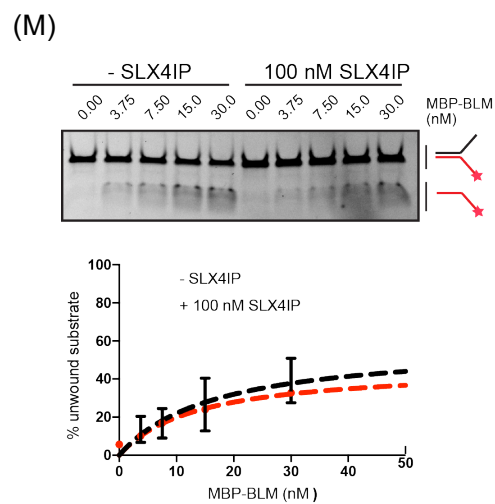 (M)
- SLX4IP 100 nM SLX4IP
0.00 3.75 7.50 15.0 30.0 0.00 3.75 7.50 15.0 30.0 MBP-BLM
(nM)
100
- SLX4IP
80
+ 100 nM SLX4IP
60
40
20
0
0 10 20 30 40 50
% unwound substrate
MBP-BLM (nM)